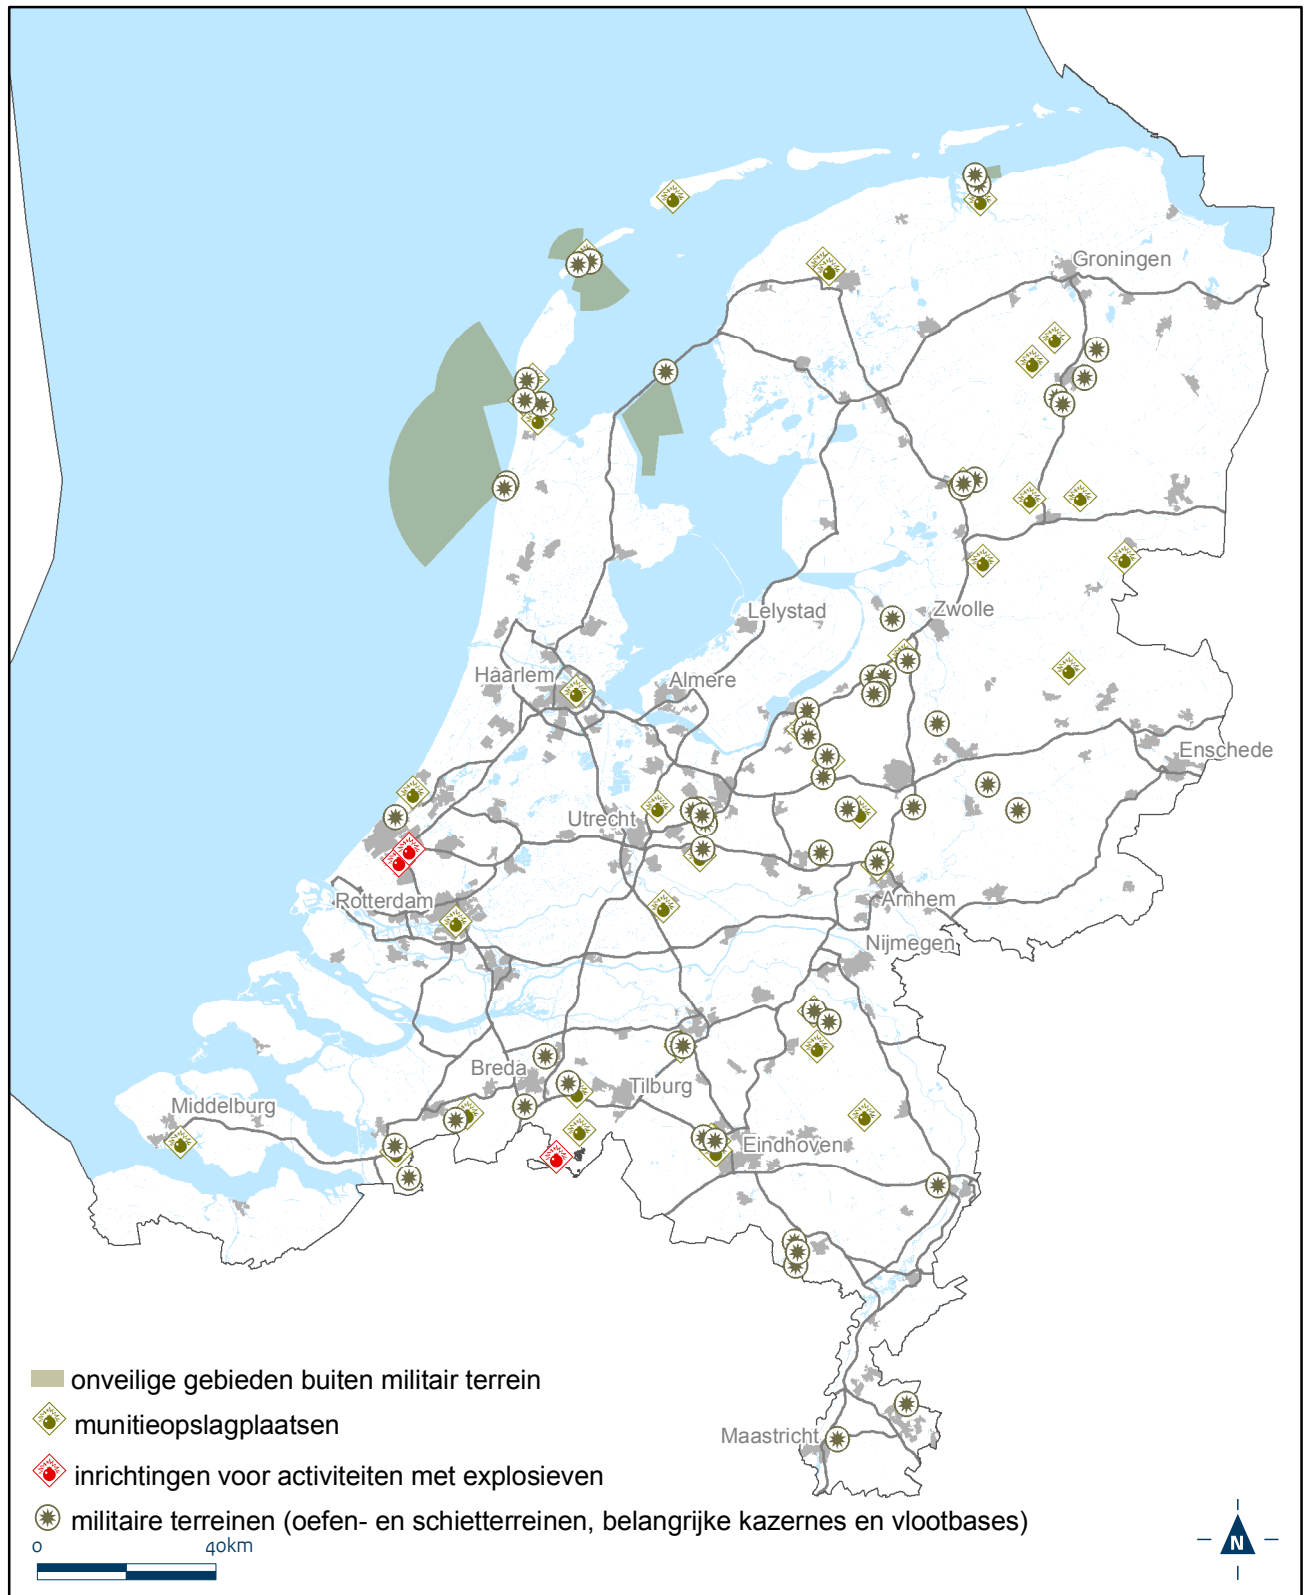 Groningen
Lelystad
Zwolle
Haarlem
Almere
Enschede
Utrecht
Rotterdam
Arnhem
Nijmegen
Breda
Tilburg
Middelburg
Eindhoven
Maastricht
onveilige gebieden buiten militair terrein
munitieopslagplaatsen
inrichtingen voor activiteiten met explosieven
militaire terreinen (oefen- en schietterreinen, belangrijke kazernes en vlootbases)
0 40km
N